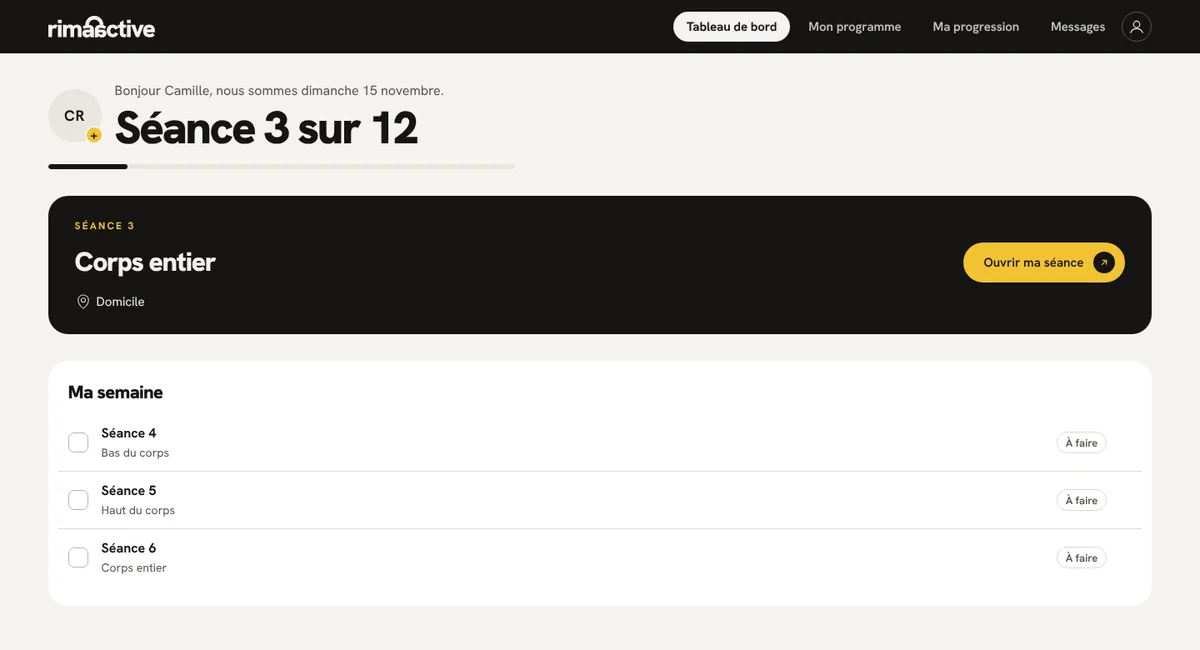 rimaactive
Tableau de bord
Mon programme
Ma progression
Messages
Bonjour Camille, nous sommes dimanche 15 novembre.
CR
+
Séance 3 sur 12
SÉANCE 3
Corps entier
Domicile
Ouvrir ma séance
Ma semaine
Séance 4
Bas du corps
À faire
Séance 5
Haut du corps
À faire
Séance 6
Corps entier
À faire